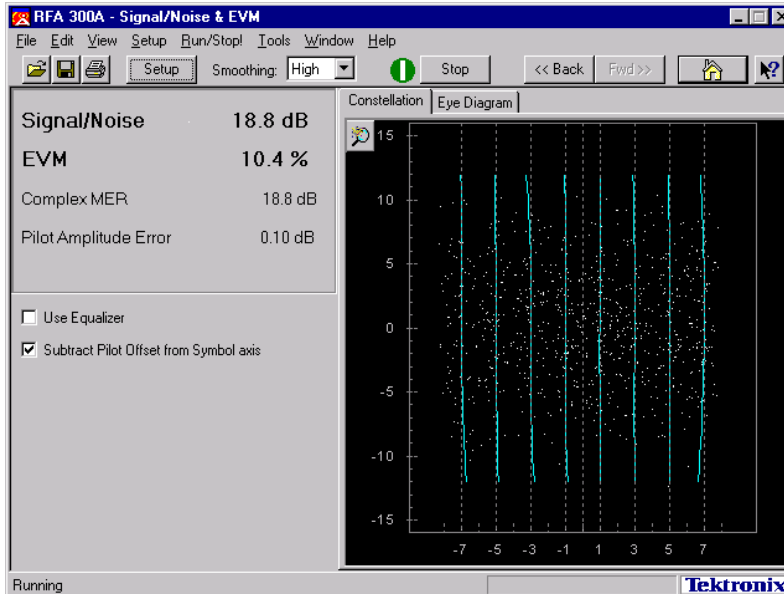 RFA 300A - Signal/Noise & EVM
File Edit View Setup Run/Stop! Tools Window Help
Setup Smoothing: High Stop << Back Fwd >>
Signal/Noise 18.8 dB
EVM 10.4 %
Complex MER 18.8 dB
Pilot Amplitude Error 0.10 dB
Use Equalizer
Subtract Pilot Offset from Symbol axis
Constellation Eye Diagram
15
10
5
0
-5
-10
-15
-7 -5 -3 -1 1 3 5 7
Running
Tektronix